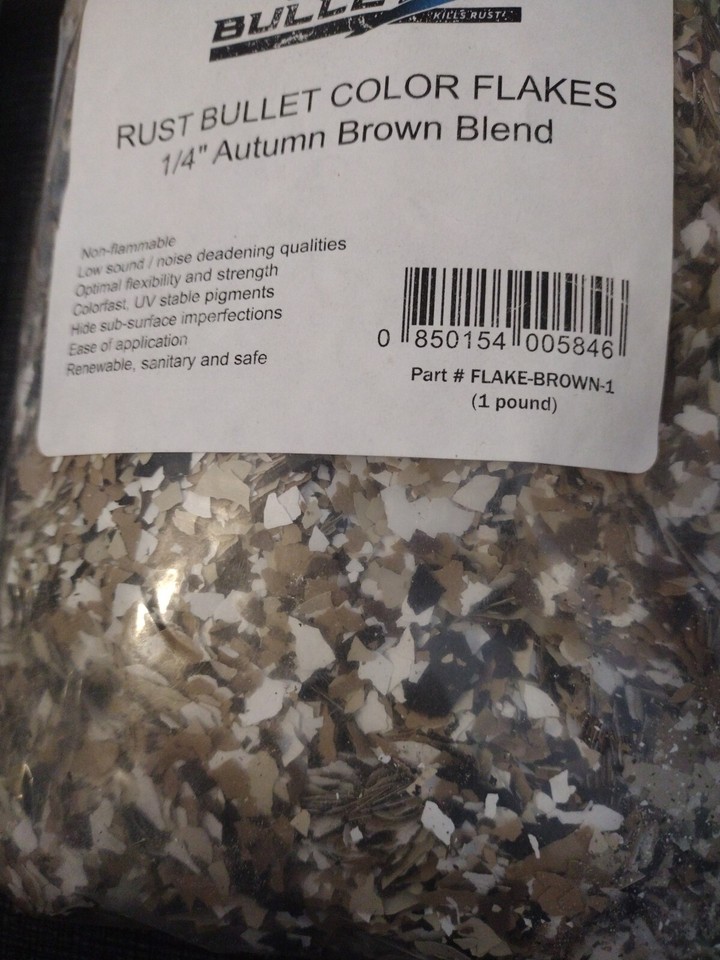 KILLS RUST!
RUST BULLET COLOR FLAKES
1/4" Autumn Brown Blend
Non-flammable
Low sound / noise deadening qualities
Optimal flexibility and strength
Colorfast, UV stable pigments
Hide sub-surface imperfections
Ease of application
Renewable, sanitary and safe
0 850154 005846
Part # FLAKE-BROWN-1
(1 pound)